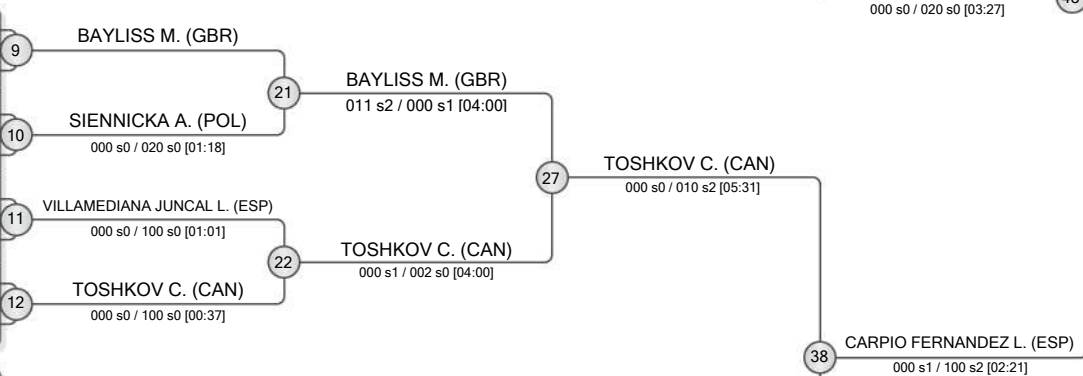 000 s0 / 020 s0 [03:27]
9
BAYLISS M. (GBR)
21
BAYLISS M. (GBR)
011 s2 / 000 s1 [04:00]
10
SIENNICKA A. (POL)
000 s0 / 020 s0 [01:18]
27
TOSHKOV C. (CAN)
000 s0 / 010 s2 [05:31]
11
VILLAMEDIANA JUNCAL L. (ESP)
000 s0 / 100 s0 [01:01]
22
TOSHKOV C. (CAN)
000 s1 / 002 s0 [04:00]
12
TOSHKOV C. (CAN)
000 s0 / 100 s0 [00:37]
38
CARPIO FERNANDEZ L. (ESP)
000 s1 / 100 s2 [02:21]